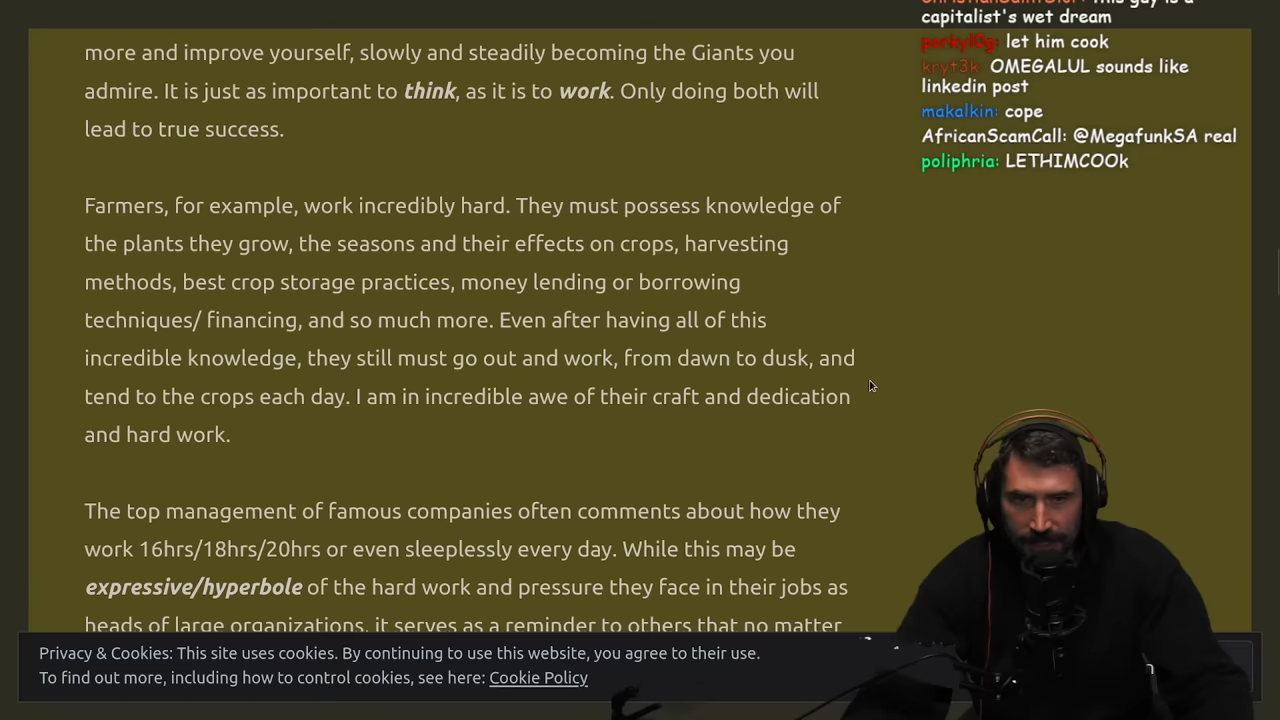 more and improve yourself, slowly and steadily becoming the Giants you
admire. It is just as important to think, as it is to work. Only doing both will
lead to true success.
Farmers, for example, work incredibly hard. They must possess knowledge of
the plants they grow, the seasons and their effects on crops, harvesting
methods, best crop storage practices, money lending or borrowing
techniques/ financing, and so much more. Even after having all of this
incredible knowledge, they still must go out and work, from dawn to dusk, and
tend to the crops each day. I am in incredible awe of their craft and dedication
and hard work.
The top management of famous companies often comments about how they
work 16hrs/18hrs/20hrs or even sleeplessly every day. While this may be
expressive/hyperbole of the hard work and pressure they face in their jobs as
heads of large organizations, it serves as a reminder to others that no matter
Privacy & Cookies: This site uses cookies. By continuing to use this website, you agree to their use.
To find out more, including how to control cookies, see here: Cookie Policy
this guy is a
capitalist's wet dream
porkyl0g: let him cook
kryt3k: OMEGALUL sounds like
linkedin post
makalkin: cope
AfricanScamCall: @MegafunkSA real
poliphria: LETHIMCOOk